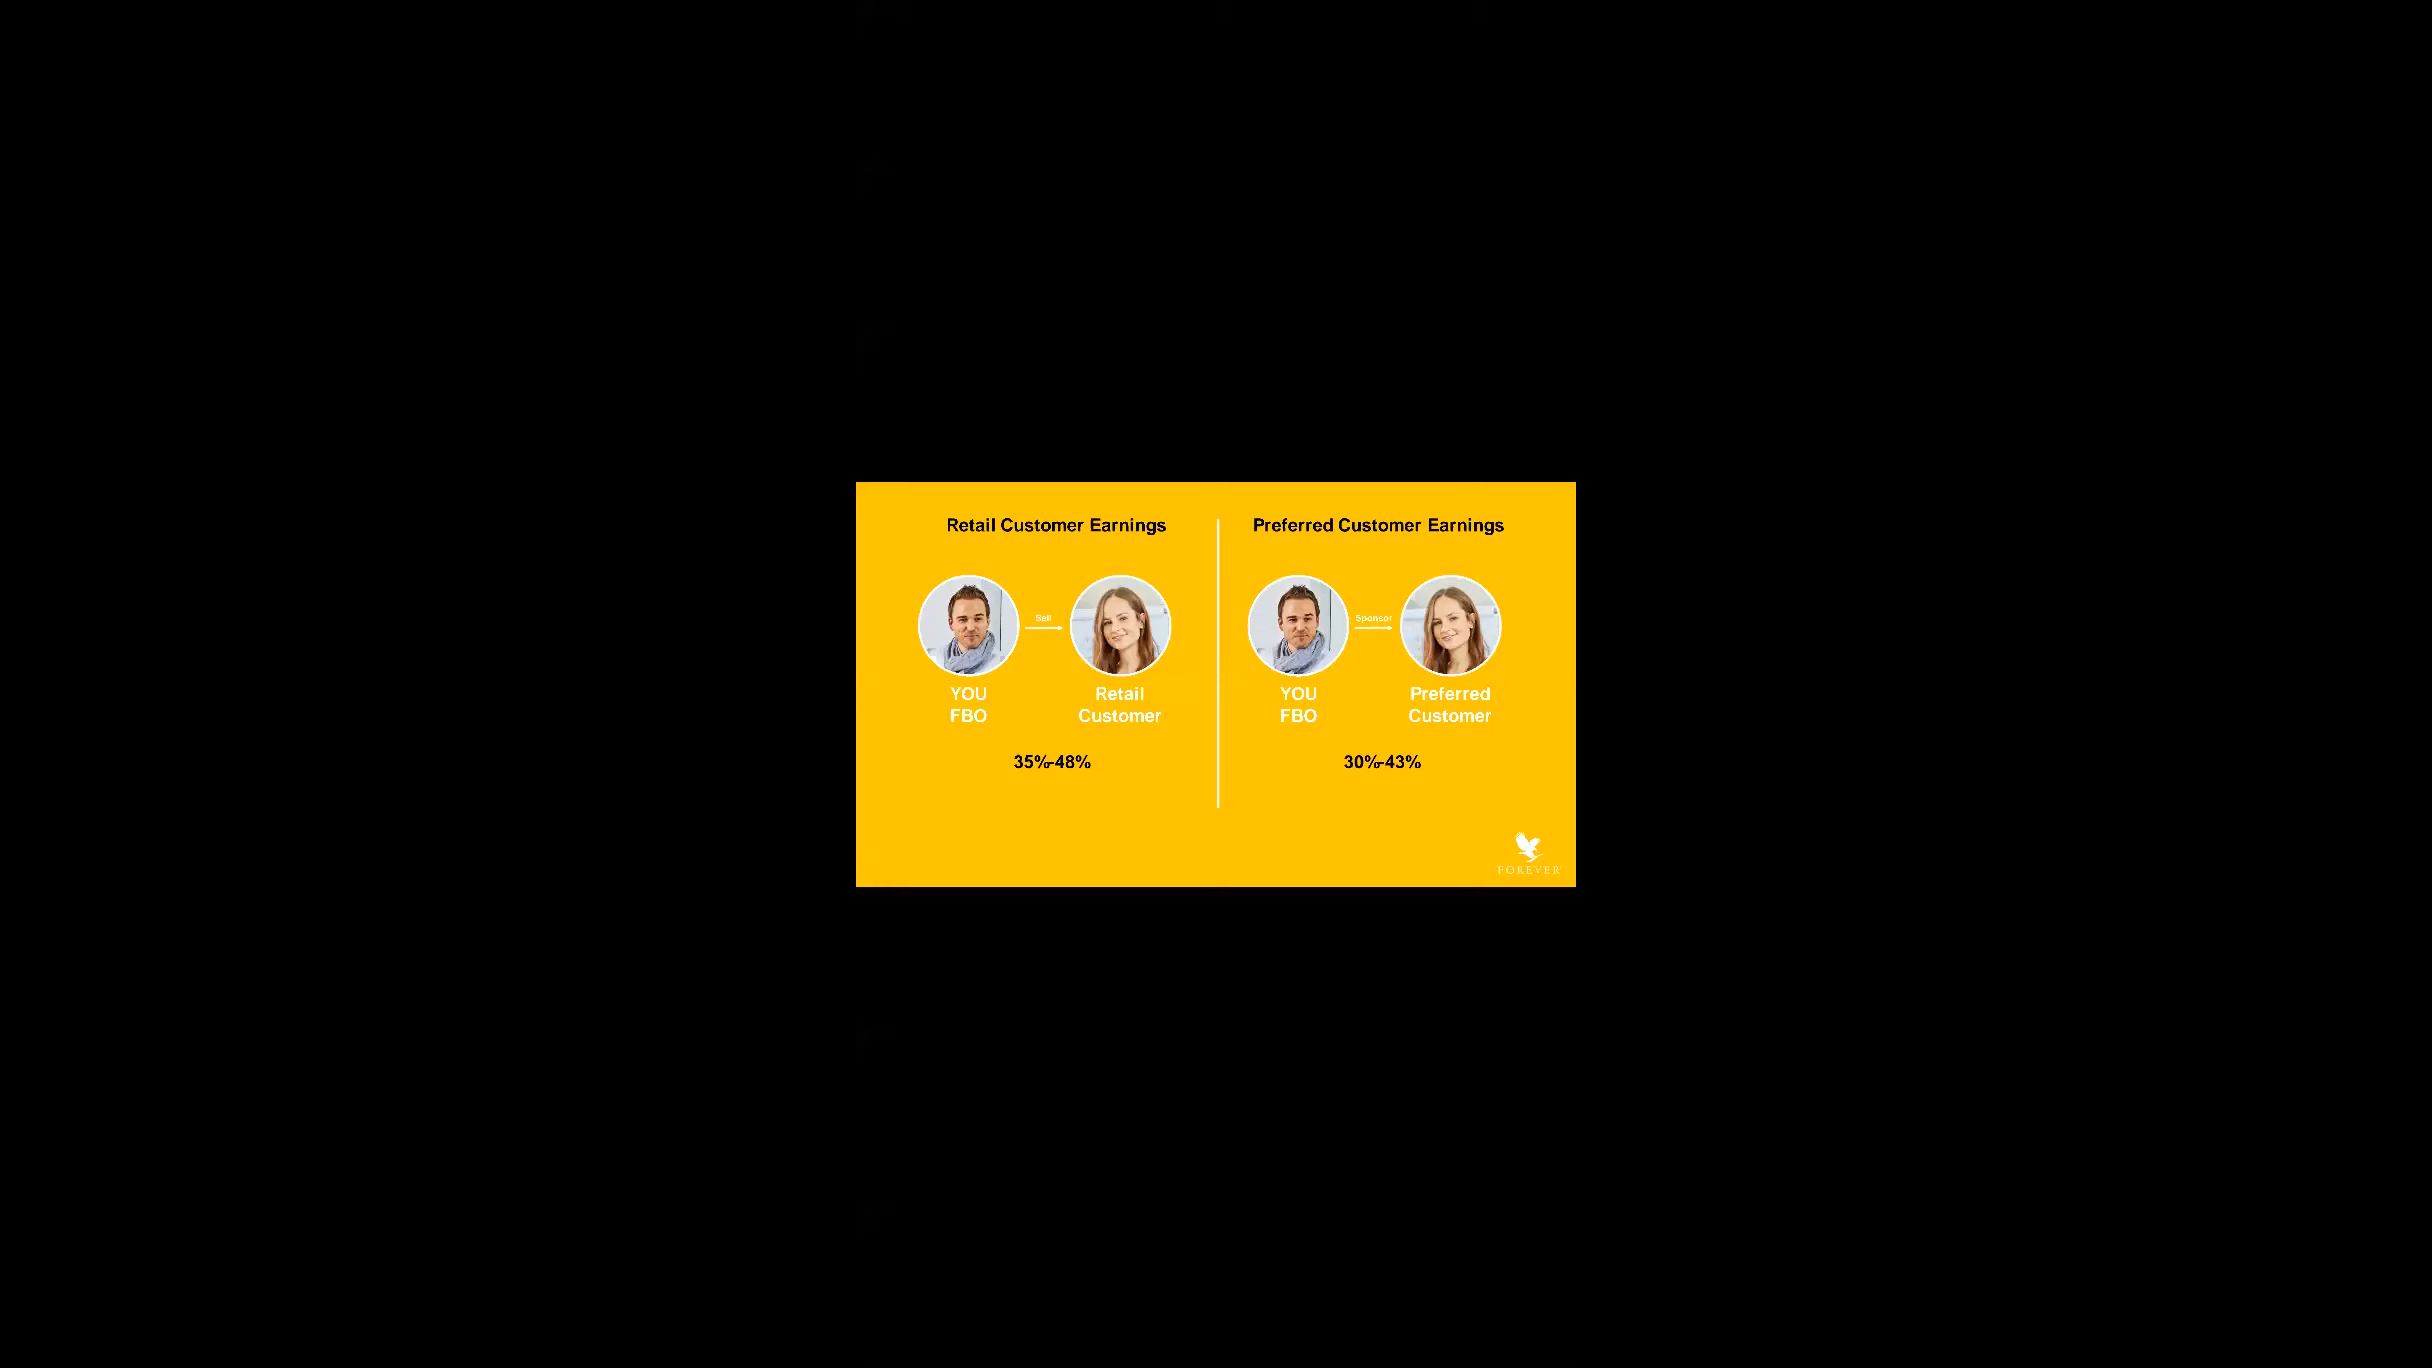 Retail Customer Earnings
Sell
YOU
FBO
Retail
Customer
35%-48%
Preferred Customer Earnings
Sponsor
YOU
FBO
Preferred
Customer
30%-43%
FOREVER